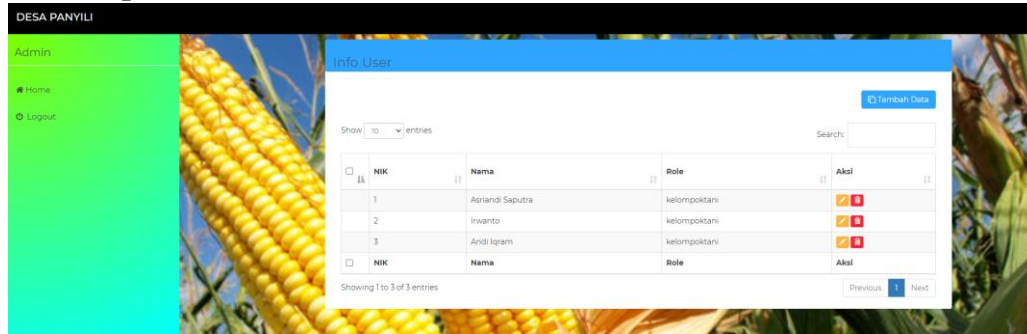 DESA PANYILI
Admin
Home
Logout
Info User
Tambah Data
Show 10 entries
Search:
NIK Nama Role Aksi
1 Asriandi Saputra kelompoktani
2 Irwanto kelompoktani
3 Andi Iqram kelompoktani
NIK Nama Role Aksi
Showing 1 to 3 of 3 entries
Previous 1 Next